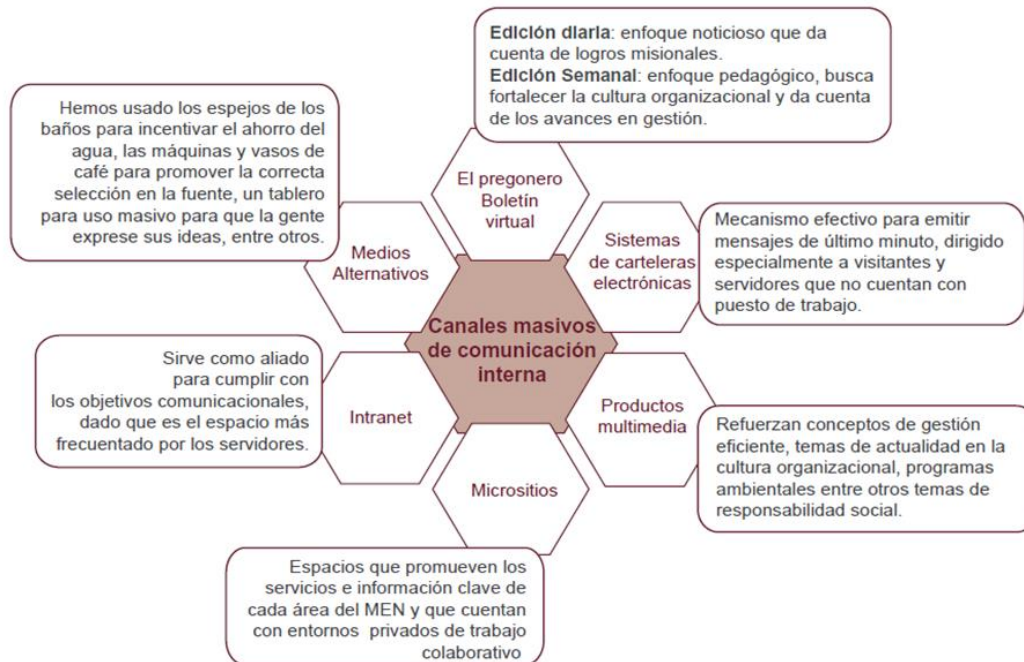 Edición diaria: enfoque noticioso que da
cuenta de logros misionales.
Edición Semanal: enfoque pedagógico, busca
fortalecer la cultura organizacional y da cuenta
de los avances en gestión.
Hemos usado los espejos de los
baños para incentivar el ahorro del
agua, las máquinas y vasos de
café para promover la correcta
selección en la fuente, un tablero
para uso masivo para que la gente
exprese sus ideas, entre otros.
El pregonero
Boletín
virtual
Medios
Alternativos
Sistemas
de carteleras
electrónicas
Mecanismo efectivo para emitir
mensajes de último minuto, dirigido
especialmente a visitantes y
servidores que no cuentan con
puesto de trabajo.
Canales masivos
de comunicación
interna
Sirve como aliado
para cumplir con
los objetivos comunicacionales,
dado que es el espacio más
frecuentado por los servidores.
Intranet
Productos
multimedia
Refuerzan conceptos de gestión
eficiente, temas de actualidad en la
cultura organizacional, programas
ambientales entre otros temas de
responsabilidad social.
Micrositios
Espacios que promueven los
servicios e información clave de
cada área del MEN y que cuentan
con entornos privados de trabajo
colaborativo